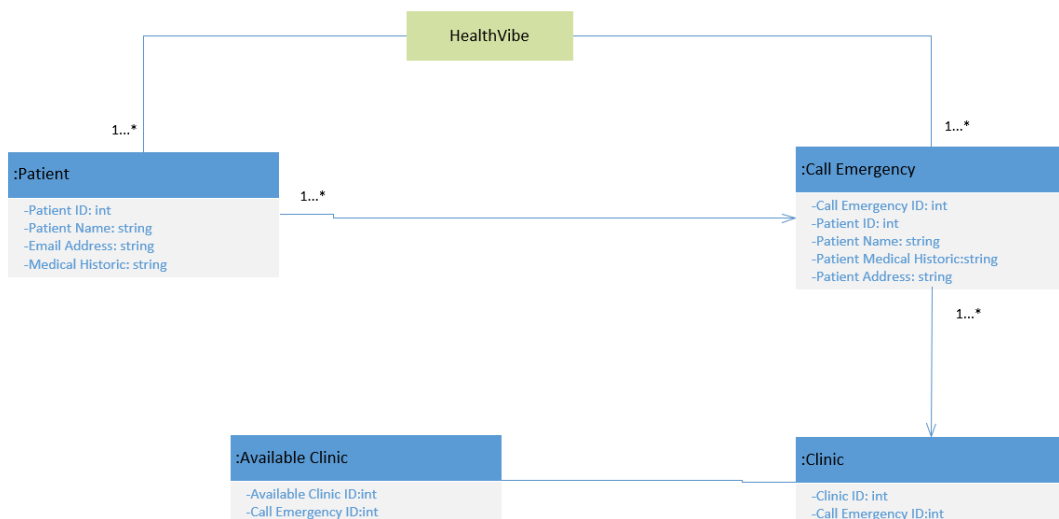 HealthVibe
1...*
1...*
:Patient
-Patient ID: int
-Patient Name: string
-Email Address: string
-Medical Historic: string
1...*
:Call Emergency
-Call Emergency ID: int
-Patient ID: int
-Patient Name: string
-Patient Medical Historic:string
-Patient Address: string
1...*
:Available Clinic
-Available Clinic ID:int
-Call Emergency ID:int
:Clinic
-Clinic ID: int
-Call Emergency ID:int